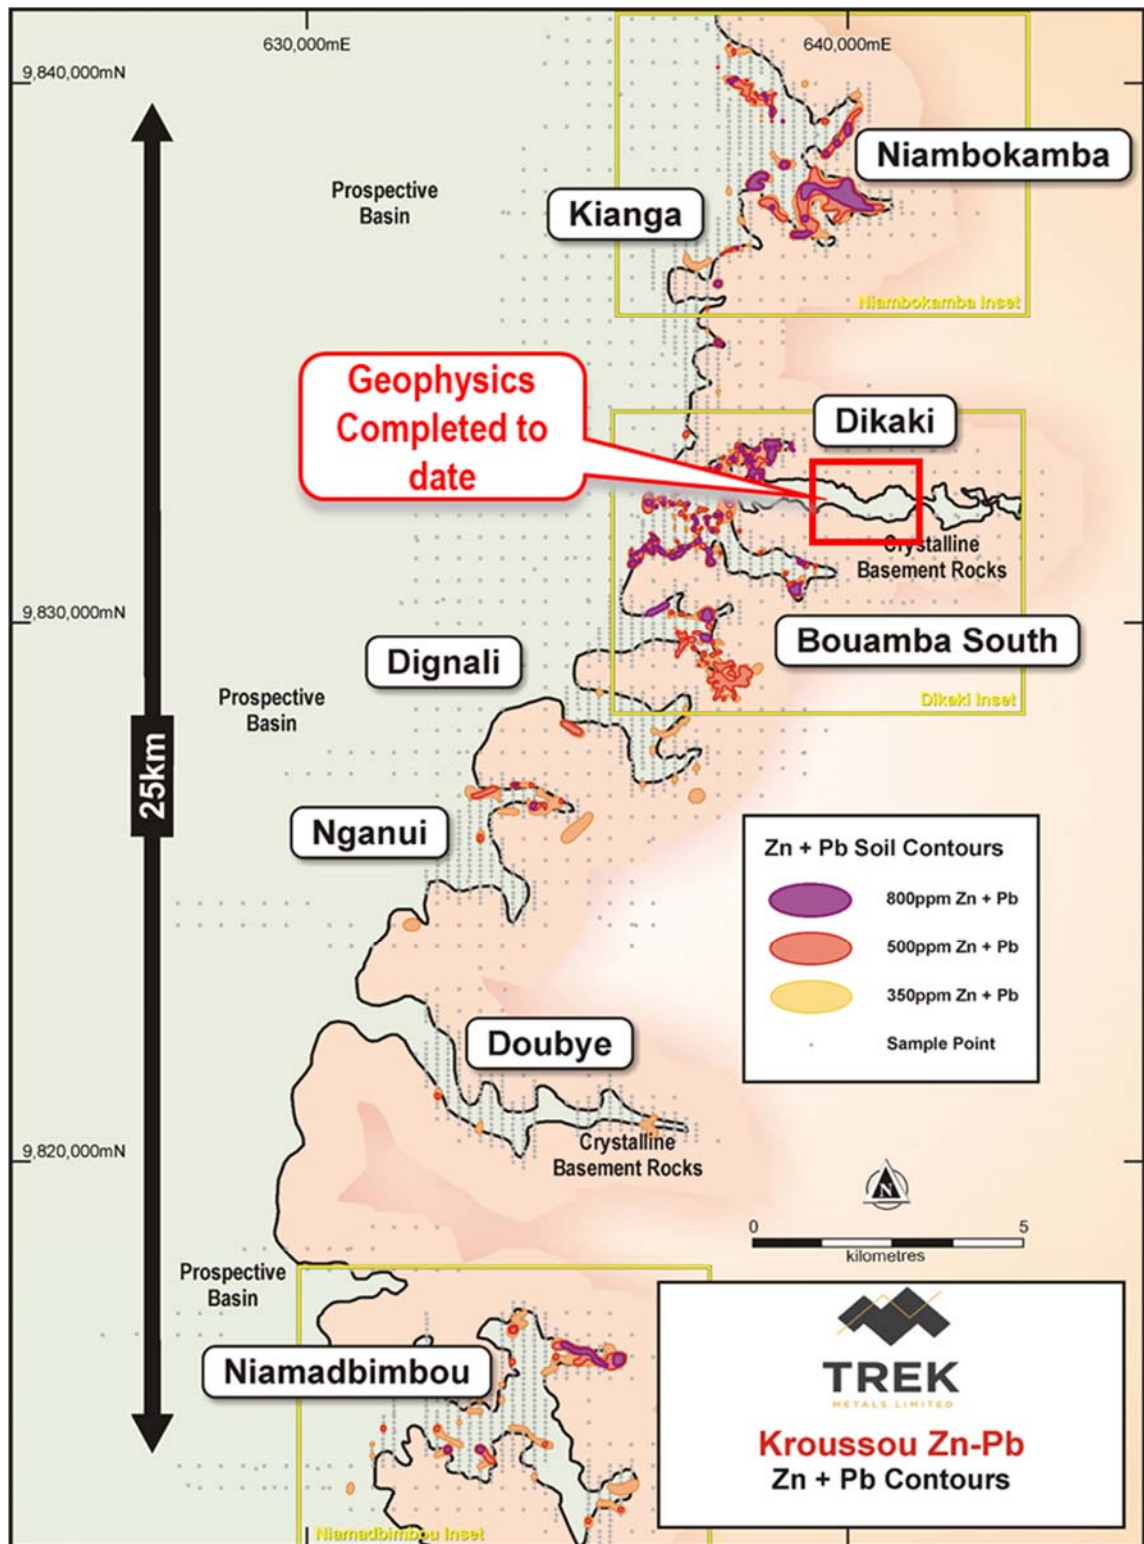 630,000mE
640,000mE
9,840,000mN
Niambokamba
Prospective
Basin
Kianga
Niambokamba Inset
Geophysics
Completed to
date
Dikaki
Crystalline
Basement Rocks
9,830,000mN
Bouamba South
Dignali
Prospective
Basin
Dikaki Inset
25km
Nganui
Zn + Pb Soil Contours
800ppm Zn + Pb
500ppm Zn + Pb
350ppm Zn + Pb
Sample Point
Doubye
9,820,000mN
Crystalline
Basement Rocks
N
0 5
kilometres
Prospective
Basin
Niamadbimbou
TREK
METALS LIMITED
Kroussou Zn-Pb
Zn + Pb Contours
Niamadbimbou Inset